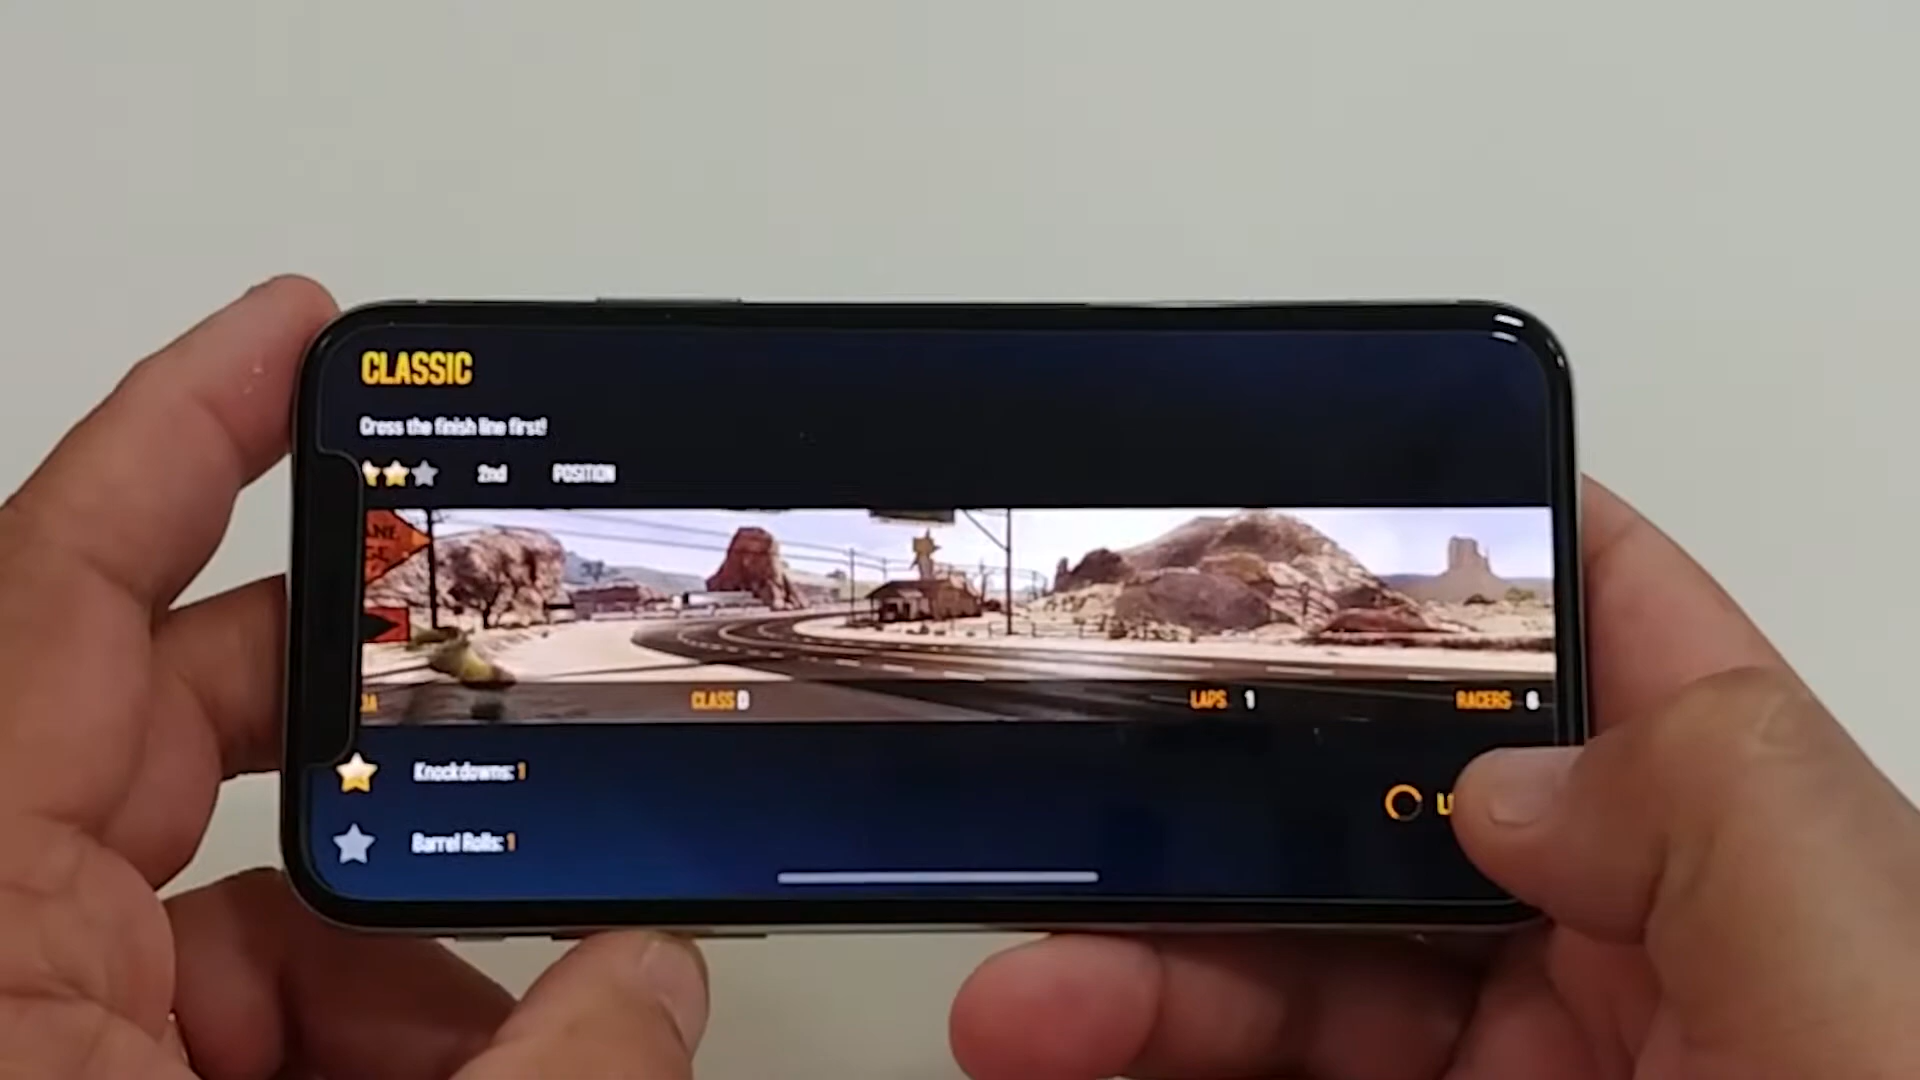 CLASSIC
Cross the finish line first!
2nd POSITION
CLASS D LAPS 1 RACERS 6
Knockdowns: 1
Barrel Rolls: 1